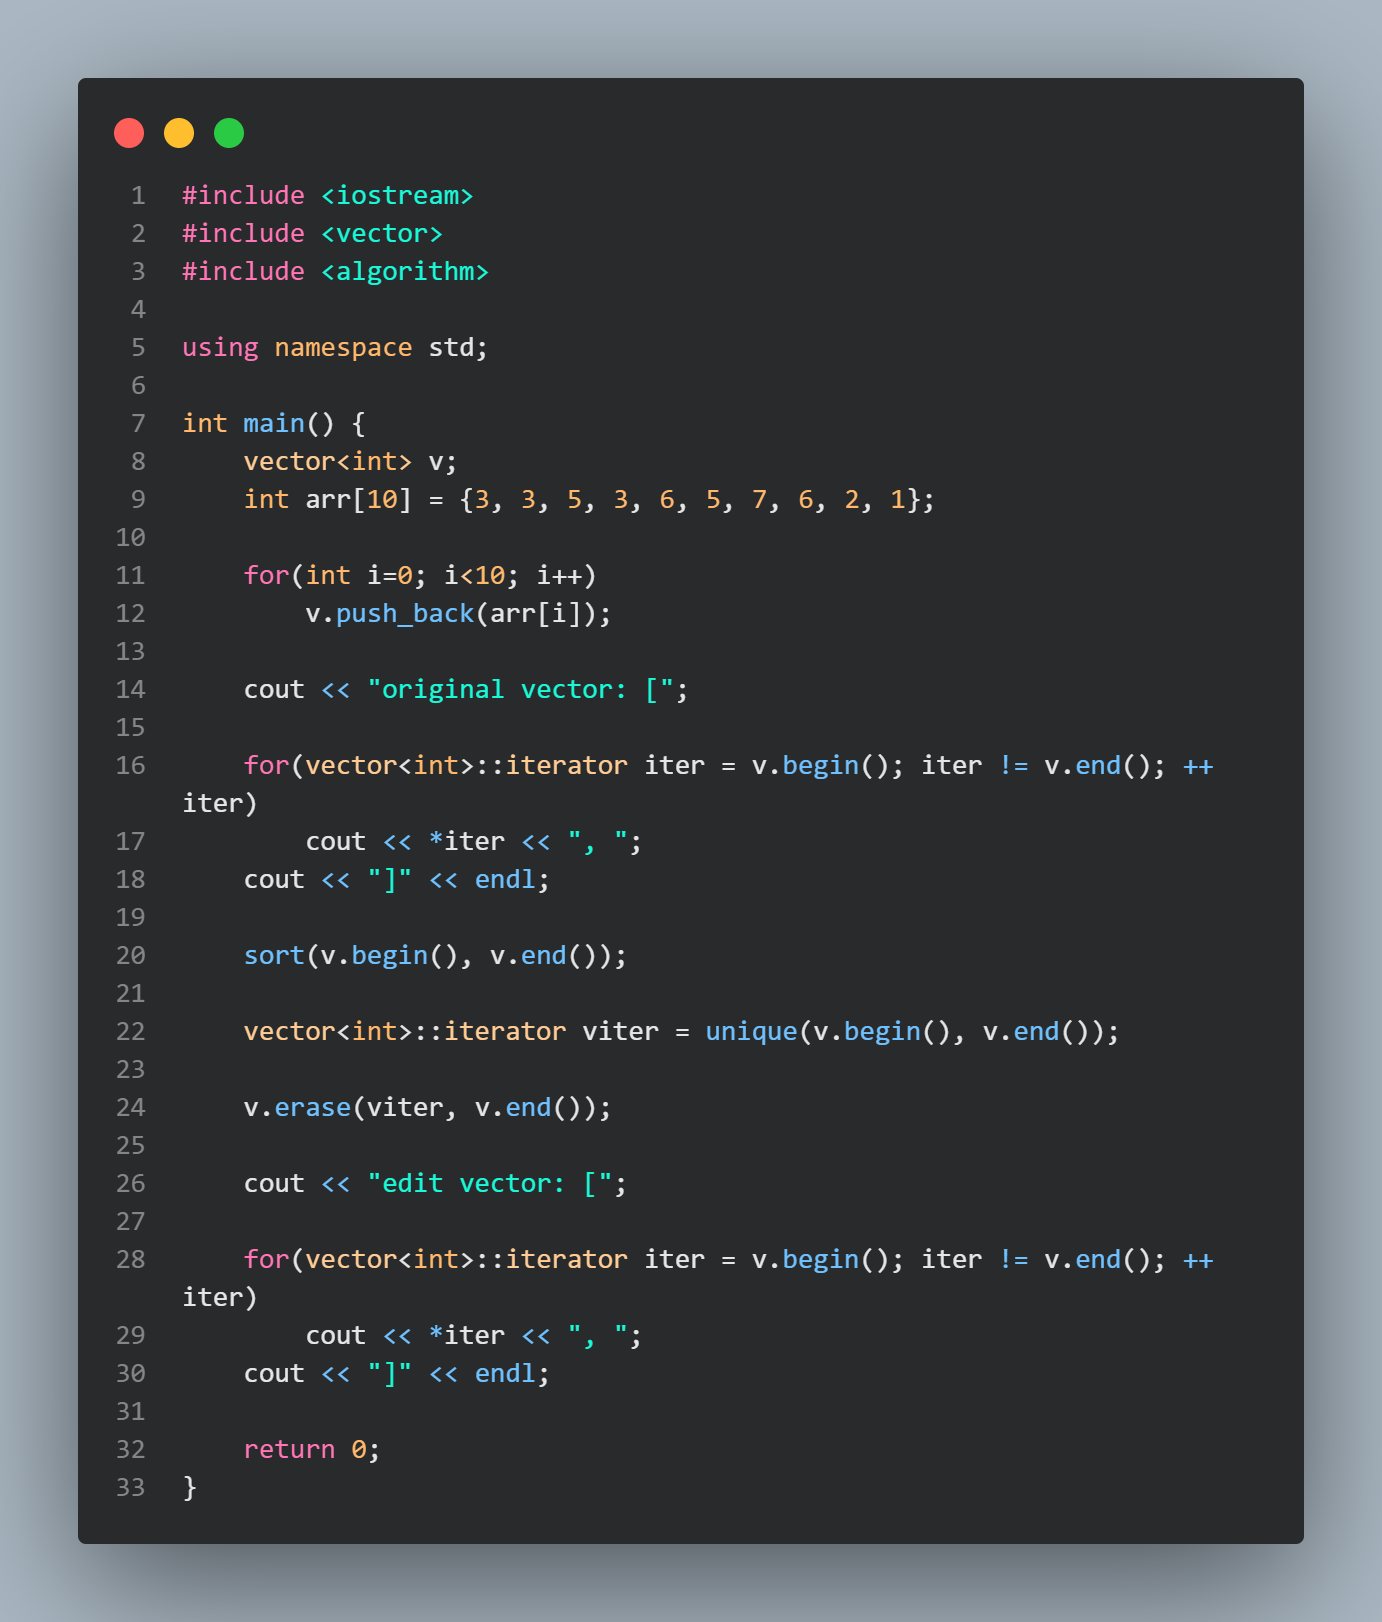 1 #include <iostream>
2 #include <vector>
3 #include <algorithm>
4
5 using namespace std;
6
7 int main() {
8     vector<int> v;
9     int arr[10] = {3, 3, 5, 3, 6, 5, 7, 6, 2, 1};
10
11     for(int i=0; i<10; i++)
12         v.push_back(arr[i]);
13
14     cout << "original vector: [";
15
16     for(vector<int>::iterator iter = v.begin(); iter != v.end(); ++
iter)
17         cout << *iter << ", ";
18     cout << "]" << endl;
19
20     sort(v.begin(), v.end());
21
22     vector<int>::iterator viter = unique(v.begin(), v.end());
23
24     v.erase(viter, v.end());
25
26     cout << "edit vector: [";
27
28     for(vector<int>::iterator iter = v.begin(); iter != v.end(); ++
iter)
29         cout << *iter << ", ";
30     cout << "]" << endl;
31
32     return 0;
33 }